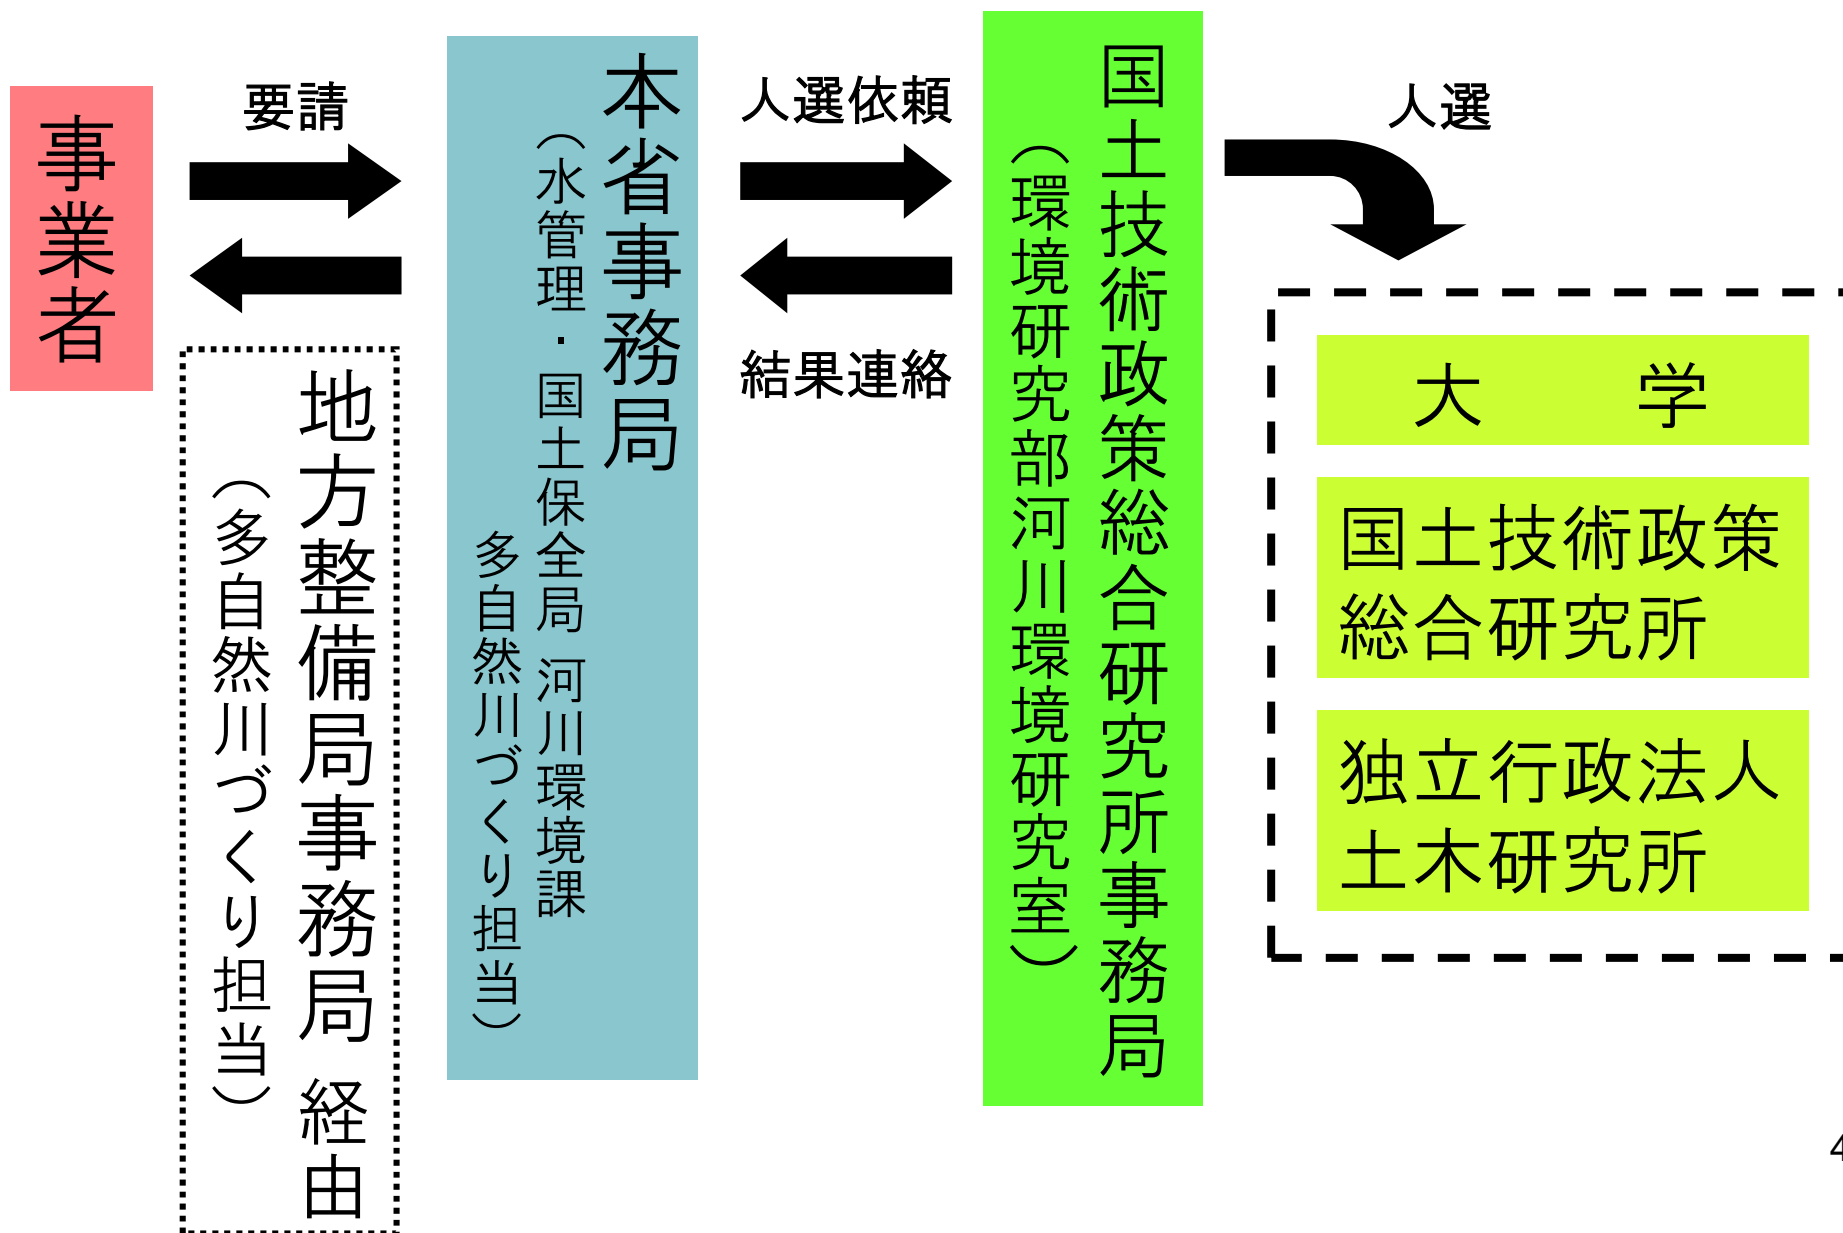 事業者
要請
地方整備局事務局 経由
（多自然川づくり担当）
本省事務局
（水管理・国土保全局 河川環境課
多自然川づくり担当）
人選依頼
結果連絡
国土技術政策総合研究所事務局
（環境研究部河川環境研究室）
人選
大　学
国土技術政策
総合研究所
独立行政法人
土木研究所
4